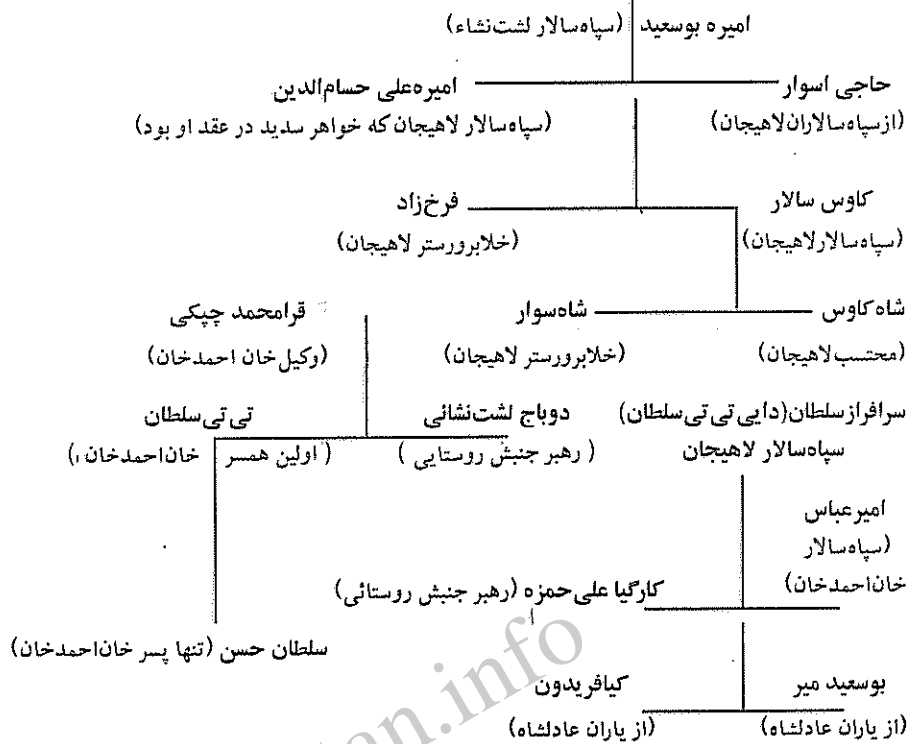 امیره بوسعید (سپاه‌سالار لشت‌نشاء)
حاجی اسوار امیره‌علی حسام‌الدین
(ازسپاه‌سالاران‌لاهیجان) (سپاه‌سالار لاهیجان که خواهر سدید در عقد او بود)
کاوس سالار فرخ‌زاد
(سپاه‌سالارلاهیجان) (خلابرورستر لاهیجان)
شاه‌کاوس شاه‌سوار قرامحمد چپکی
(محتسب‌لاهیجان) (خلابرورستر لاهیجان) (وکیل‌خان احمدخان)
سرافرازسلطان(دایی‌تی‌تی‌سلطان) دوباج لشت‌نشائی تی‌تی‌سلطان
سپاه‌سالار لاهیجان (رهبر جنبش روستایی) (اولین همسر خان‌احمدخان)
امیرعباس
(سپاه‌سالار
خان‌احمدخان)
کارگیا علی‌حمزه (رهبر جنبش روستائی)
سلطان حسن (تنها پسر خان‌احمدخان)
بوسعید میر کیافریدون
(از یاران عادلشاه) (از یاران عادلشاه)
an.info